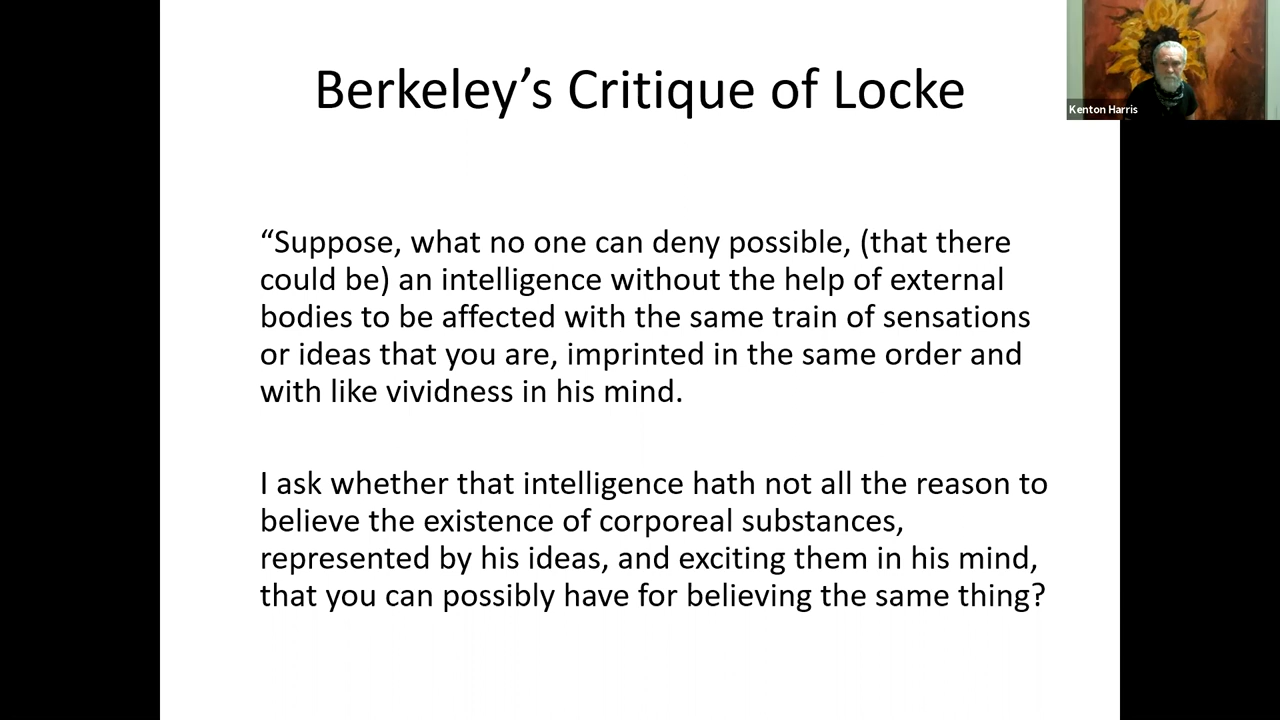 Berkeley’s Critique of Locke
Kenton Harris
“Suppose, what no one can deny possible, (that there
could be) an intelligence without the help of external
bodies to be affected with the same train of sensations
or ideas that you are, imprinted in the same order and
with like vividness in his mind.
I ask whether that intelligence hath not all the reason to
believe the existence of corporeal substances,
represented by his ideas, and exciting them in his mind,
that you can possibly have for believing the same thing?